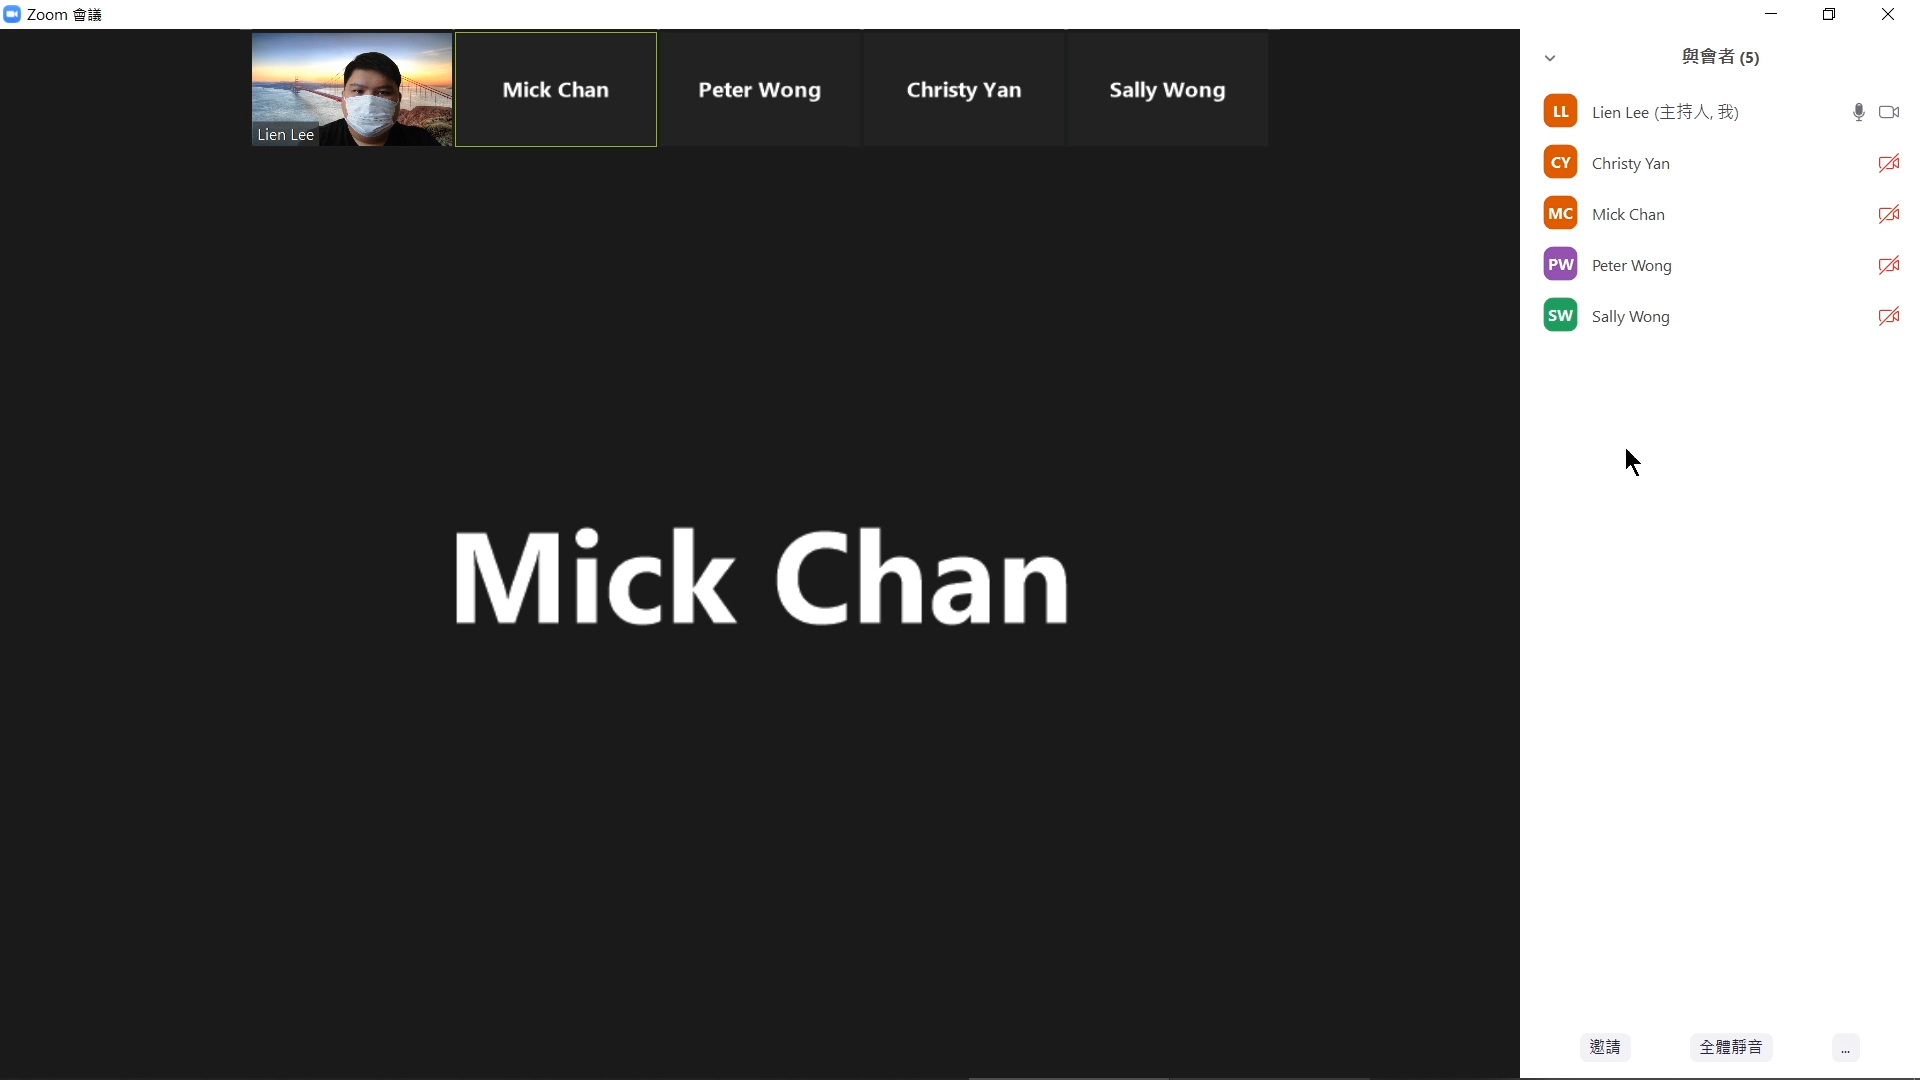 Zoom 會議
Lien Lee
Mick Chan
Peter Wong
Christy Yan
Sally Wong
Mick Chan
與會者 (5)
LL Lien Lee (主持人, 我)
CY Christy Yan
MC Mick Chan
PW Peter Wong
SW Sally Wong
邀請 全體靜音 ...